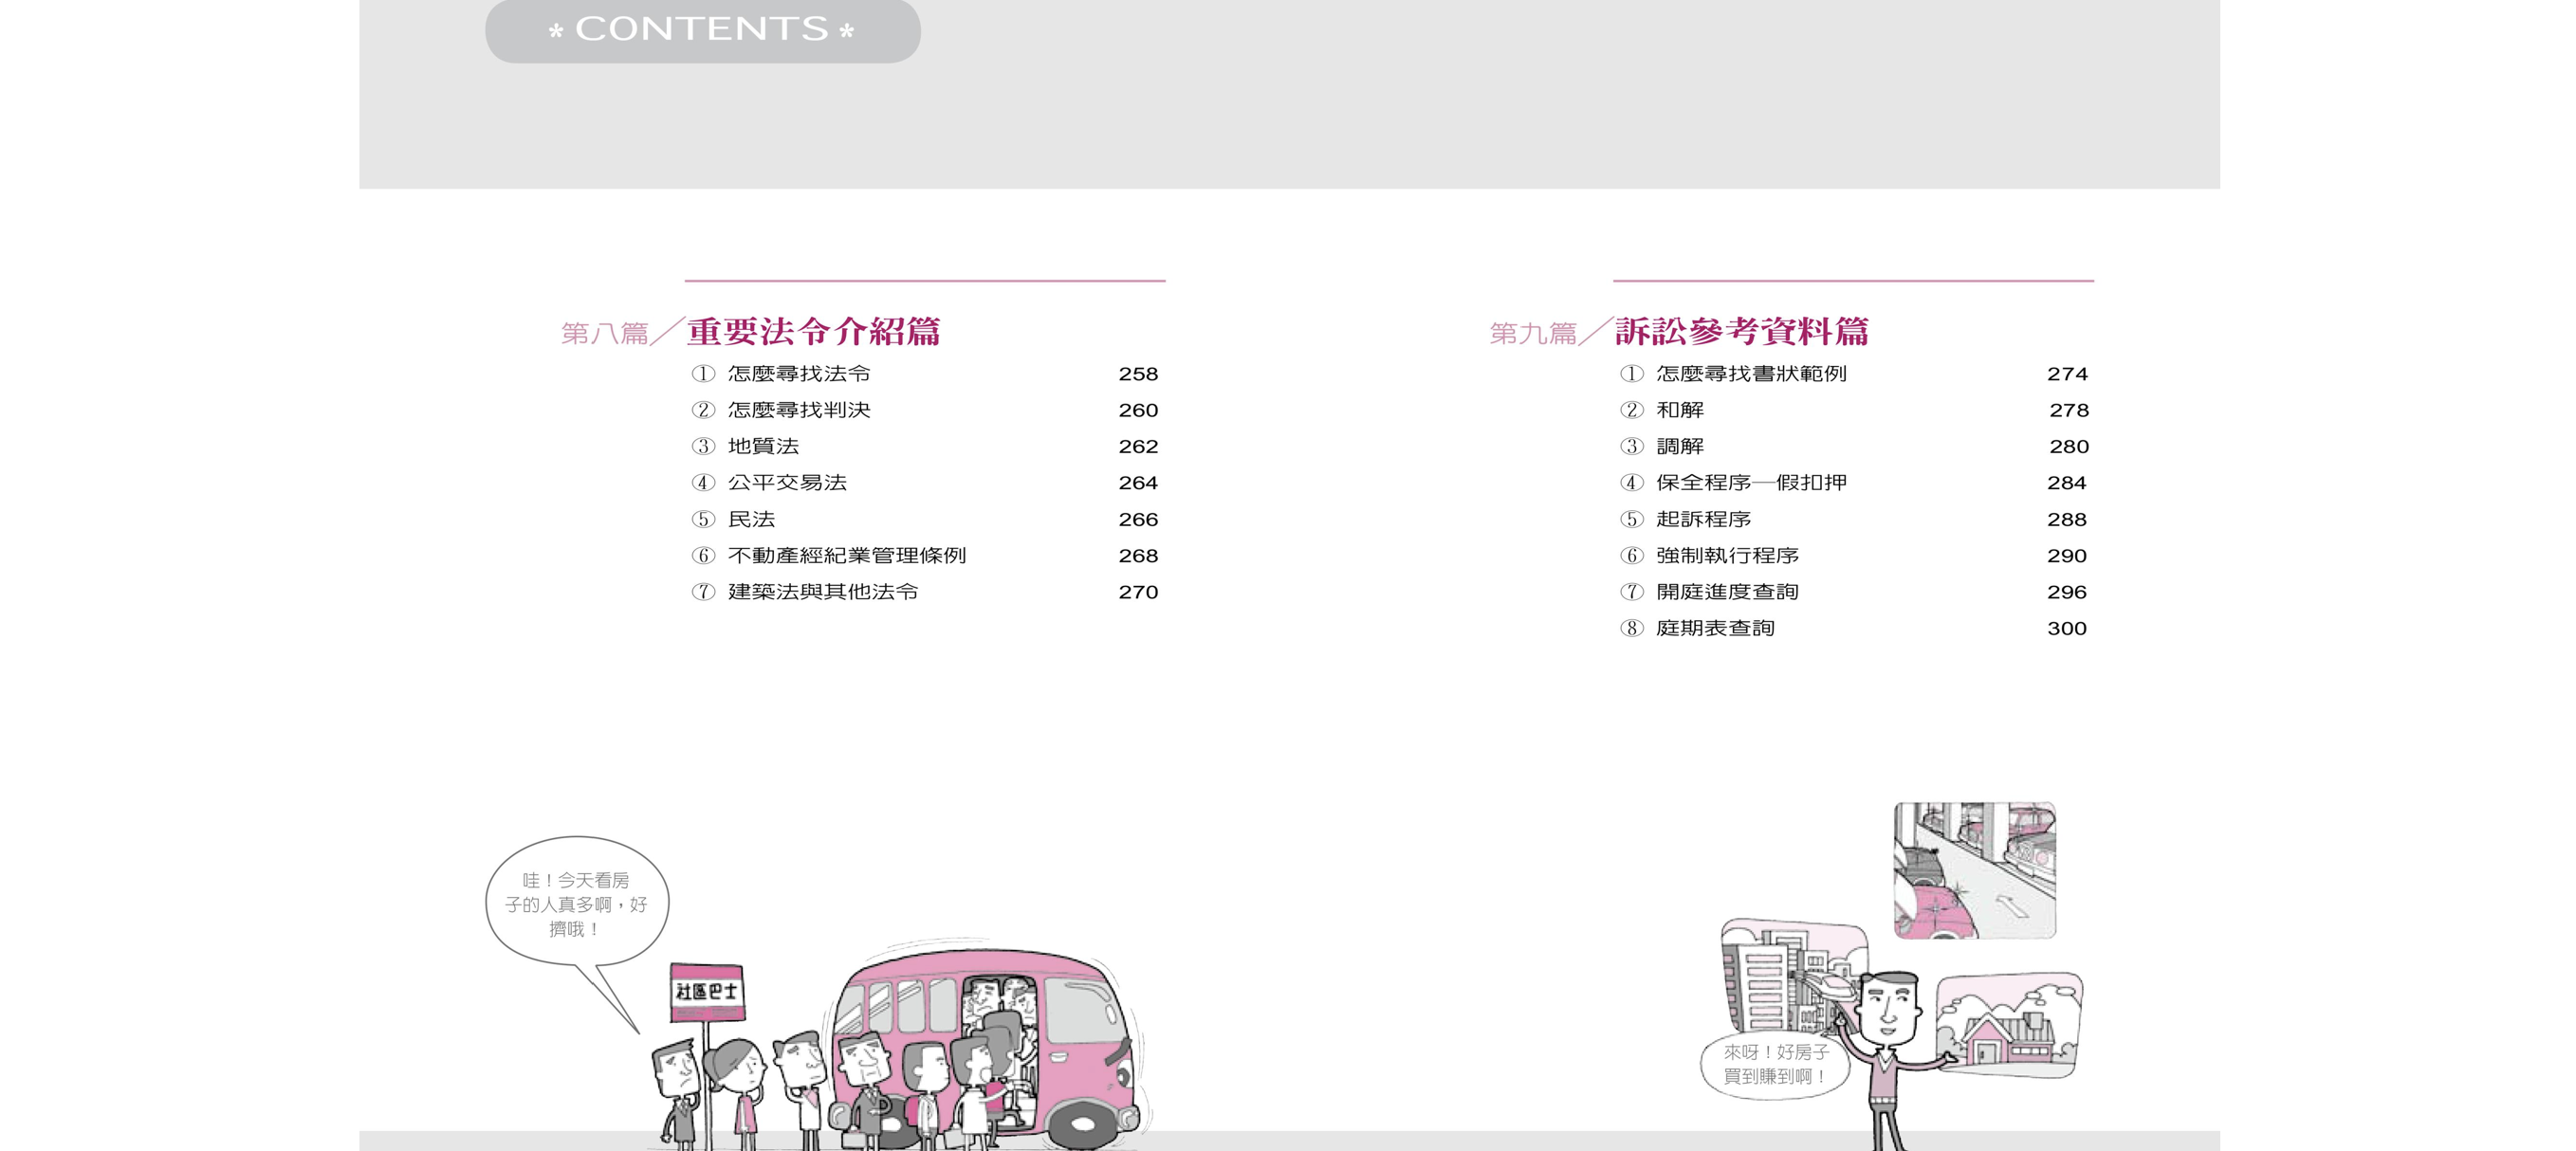 * CONTENTS *
第八篇／重要法令介紹篇
① 怎麼尋找法令 258
② 怎麼尋找判決 260
③ 地質法 262
④ 公平交易法 264
⑤ 民法 266
⑥ 不動產經紀業管理條例 268
⑦ 建築法與其他法令 270
第九篇／訴訟參考資料篇
① 怎麼尋找書狀範例 274
② 和解 278
③ 調解 280
④ 保全程序—假扣押 284
⑤ 起訴程序 288
⑥ 強制執行程序 290
⑦ 開庭進度查詢 296
⑧ 庭期表查詢 300
哇！今天看房
子的人真多啊，好
擠哦！
社區巴士
來呀！好房子
買到賺到啊！